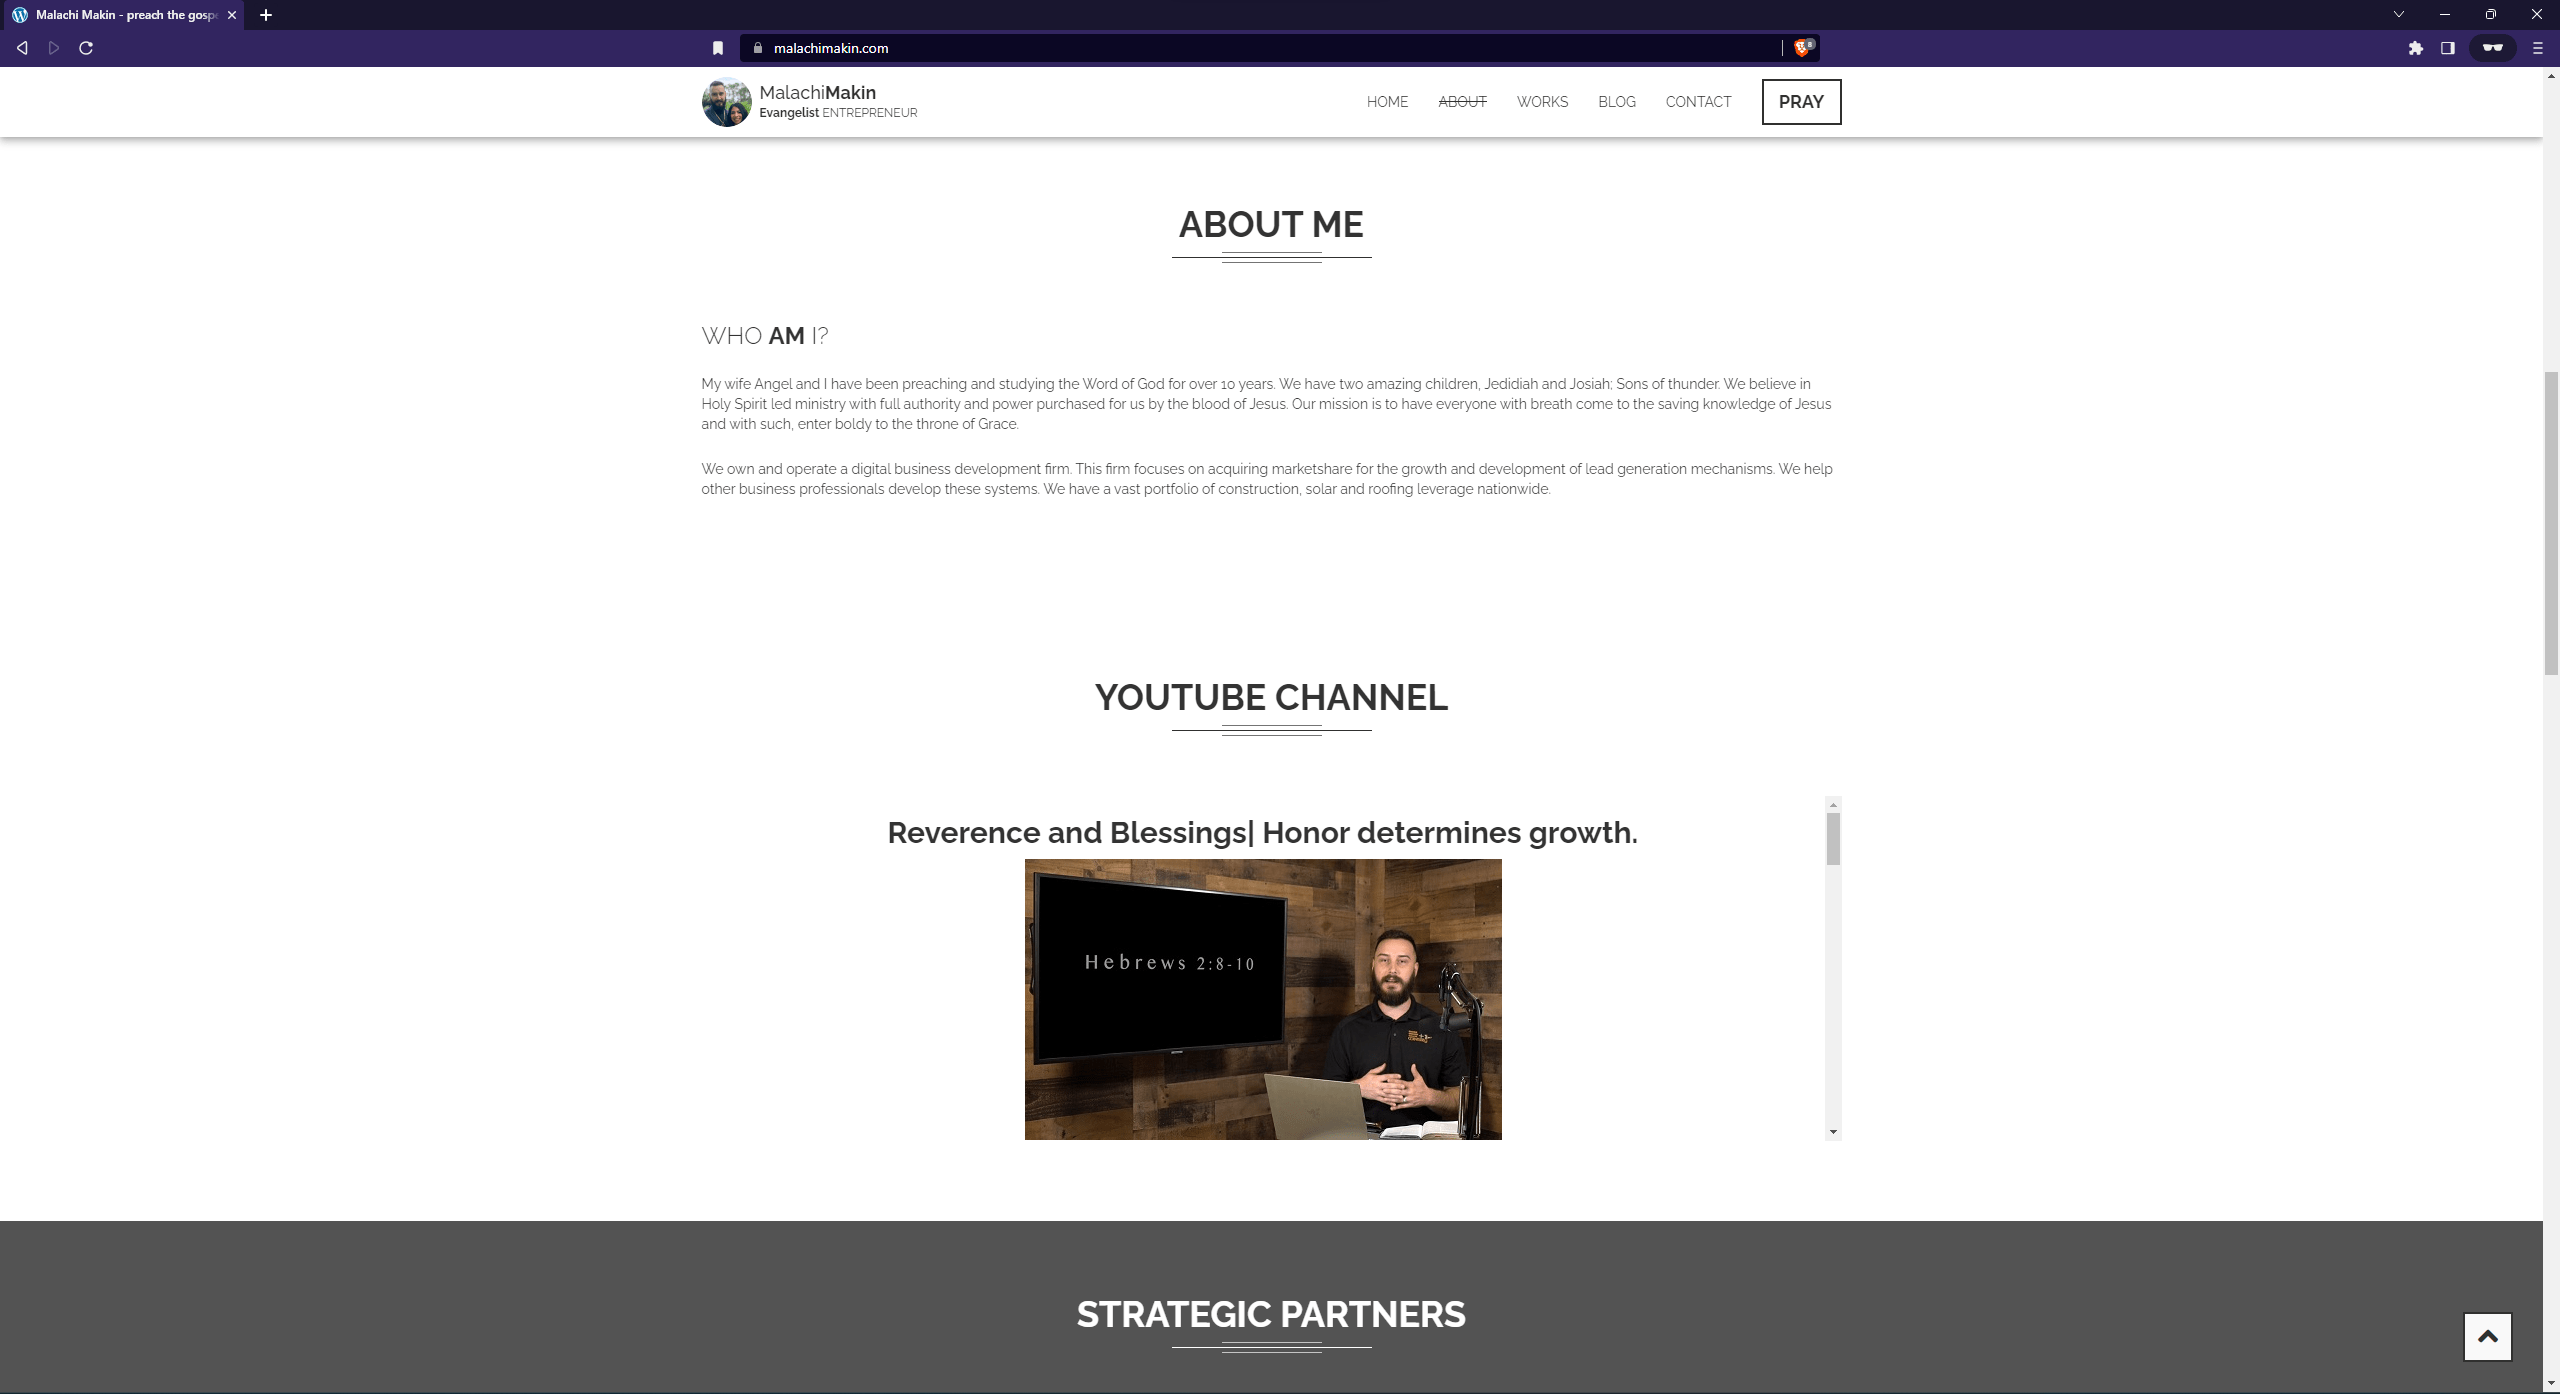 Malachi Makin - preach the gosp
malachimakin.com
8
MalachiMakin
Evangelist ENTREPRENEUR
HOME ABOUT WORKS BLOG CONTACT PRAY
ABOUT ME
WHO AM I?
My wife Angel and I have been preaching and studying the Word of God for over 10 years. We have two amazing children, Jedidiah and Josiah; Sons of thunder. We believe in
Holy Spirit led ministry with full authority and power purchased for us by the blood of Jesus. Our mission is to have everyone with breath come to the saving knowledge of Jesus
and with such, enter boldy to the throne of Grace.
We own and operate a digital business development firm. This firm focuses on acquiring marketshare for the growth and development of lead generation mechanisms. We help
other business professionals develop these systems. We have a vast portfolio of construction, solar and roofing leverage nationwide.
YOUTUBE CHANNEL
Reverence and Blessings| Honor determines growth.
Hebrews 2:8-10
STRATEGIC PARTNERS